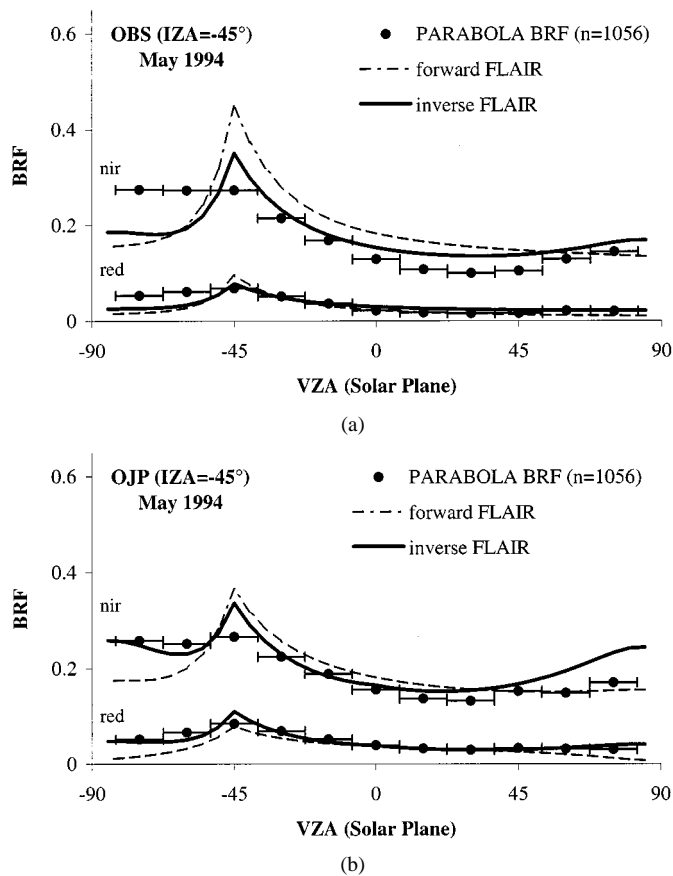 0.6
OBS (IZA=-45°)
May 1994
PARABOLA BRF (n=1056)
forward FLAIR
inverse FLAIR
0.4
BRF
nir
0.2
red
0
-90
-45
0
45
90
VZA (Solar Plane)
(a)
0.6
OJP (IZA=-45°)
May 1994
PARABOLA BRF (n=1056)
forward FLAIR
inverse FLAIR
0.4
BRF
nir
0.2
red
0
-90
-45
0
45
90
VZA (Solar Plane)
(b)